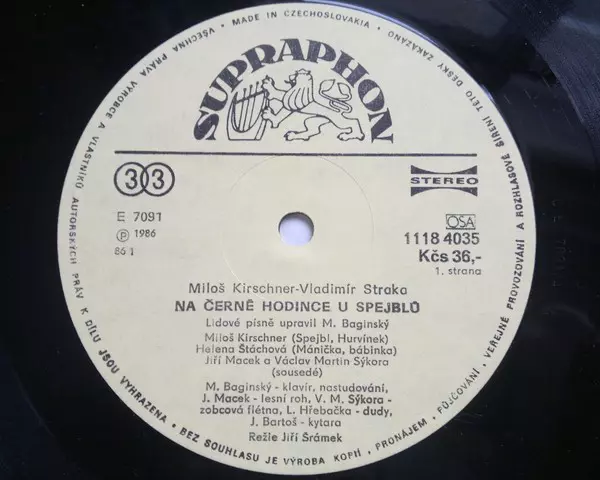 MADE IN CZECHOSLOVAKIA • VŠECHNA PRÁVA VÝROBCE A VLASTNÍKŮ AUTORSKÝCH PRÁV K DÍLU JSOU VYHRAZENA • BEZ SOUHLASU JE VÝROBA KOPIÍ, PRONÁJEM, PŮJČOVÁNÍ, VEŘEJNÉ PROVOZOVÁNÍ A ROZHLASOVÉ ŠÍŘENÍ TÉTO DESKY ZAKÁZÁNO
SUPRAPHON
33
STEREO
E 7091
Ⓟ 1986
86 1
OSA
1118 4035
Kčs 36,-
1. strana
Miloš Kirschner-Vladimír Straka
NA ČERNÉ HODINCE U SPEJBLŮ
Lidové písně upravil M. Baginský
Miloš Kirschner (Spejbl, Hurvínek)
Helena Štáchová (Mánička, bábinka)
Jiří Macek a Václav Martin Sýkora
(sousedé)
M. Baginský - klavír, nastudování,
J. Macek - lesní roh, V. M. Sýkora -
zobcová flétna, L. Hřebačka - dudy,
J. Bartoš - kytara
Režie Jiří Šrámek